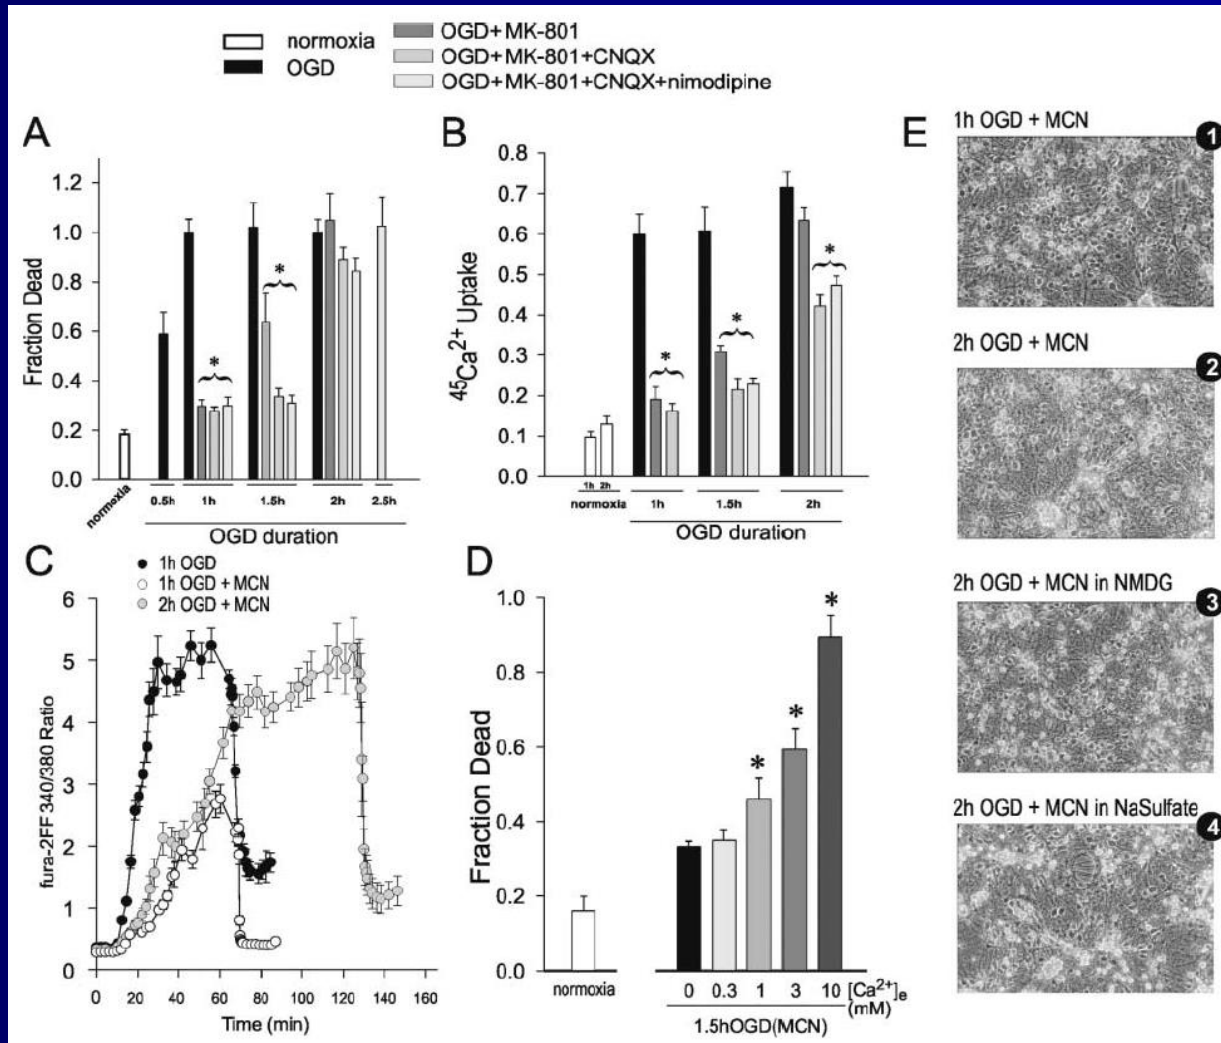 normoxia
OGD
OGD+MK-801
OGD+MK-801+CNQX
OGD+MK-801+CNQX+nimodipine
A
Fraction Dead
1.2
1.0
0.8
0.6
0.4
0.2
0.0
*
*
normoxia
0.5h 1h 1.5h 2h 2.5h
OGD duration
B
45Ca2+ Uptake
0.8
0.7
0.6
0.5
0.4
0.3
0.2
0.1
0.0
*
*
*
1h 2h
normoxia
1h 1.5h 2h
OGD duration
C
1h OGD
1h OGD + MCN
2h OGD + MCN
fura-2FF 340/380 Ratio
6
5
4
3
2
1
0
0 20 40 60 80 100 120 140 160
Time (min)
D
Fraction Dead
1.0
0.8
0.6
0.4
0.2
0.0
*
*
*
normoxia
0 0.3 1 3 10 [Ca2+]e
(mM)
1.5hOGD(MCN)
E
1h OGD + MCN
1
2h OGD + MCN
2
2h OGD + MCN in NMDG
3
2h OGD + MCN in NaSulfate
4